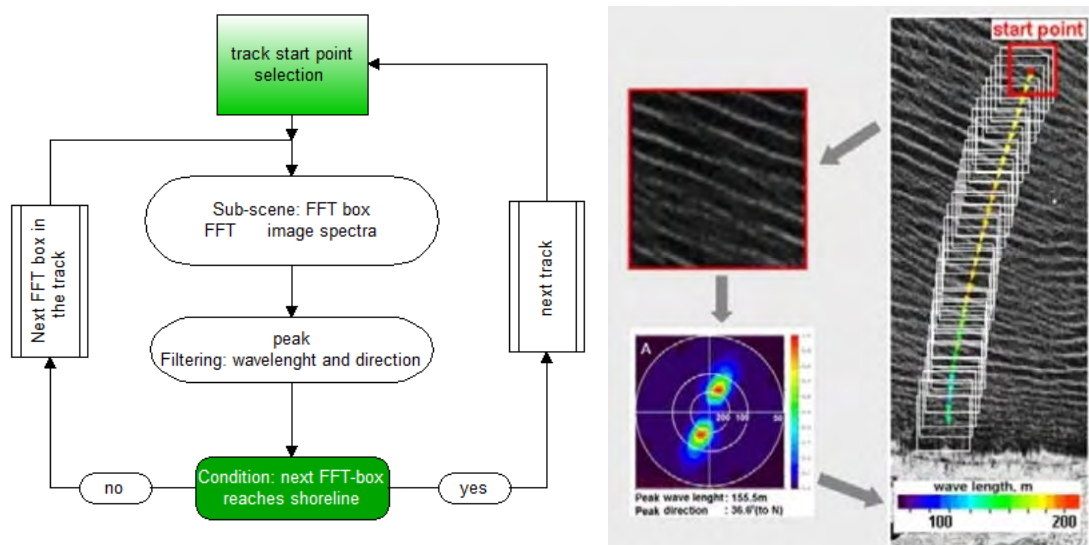 track start point
selection
Sub-scene: FFT box
FFT image spectra
Next FFT box in
the track
next track
peak
Filtering: wavelenght and direction
Condition: next FFT-box
reaches shoreline
no
yes
start point
A
200 100 50
Peak wave lenght : 155.5m
Peak direction : 36.6°(to N)
wave length, m
100 200